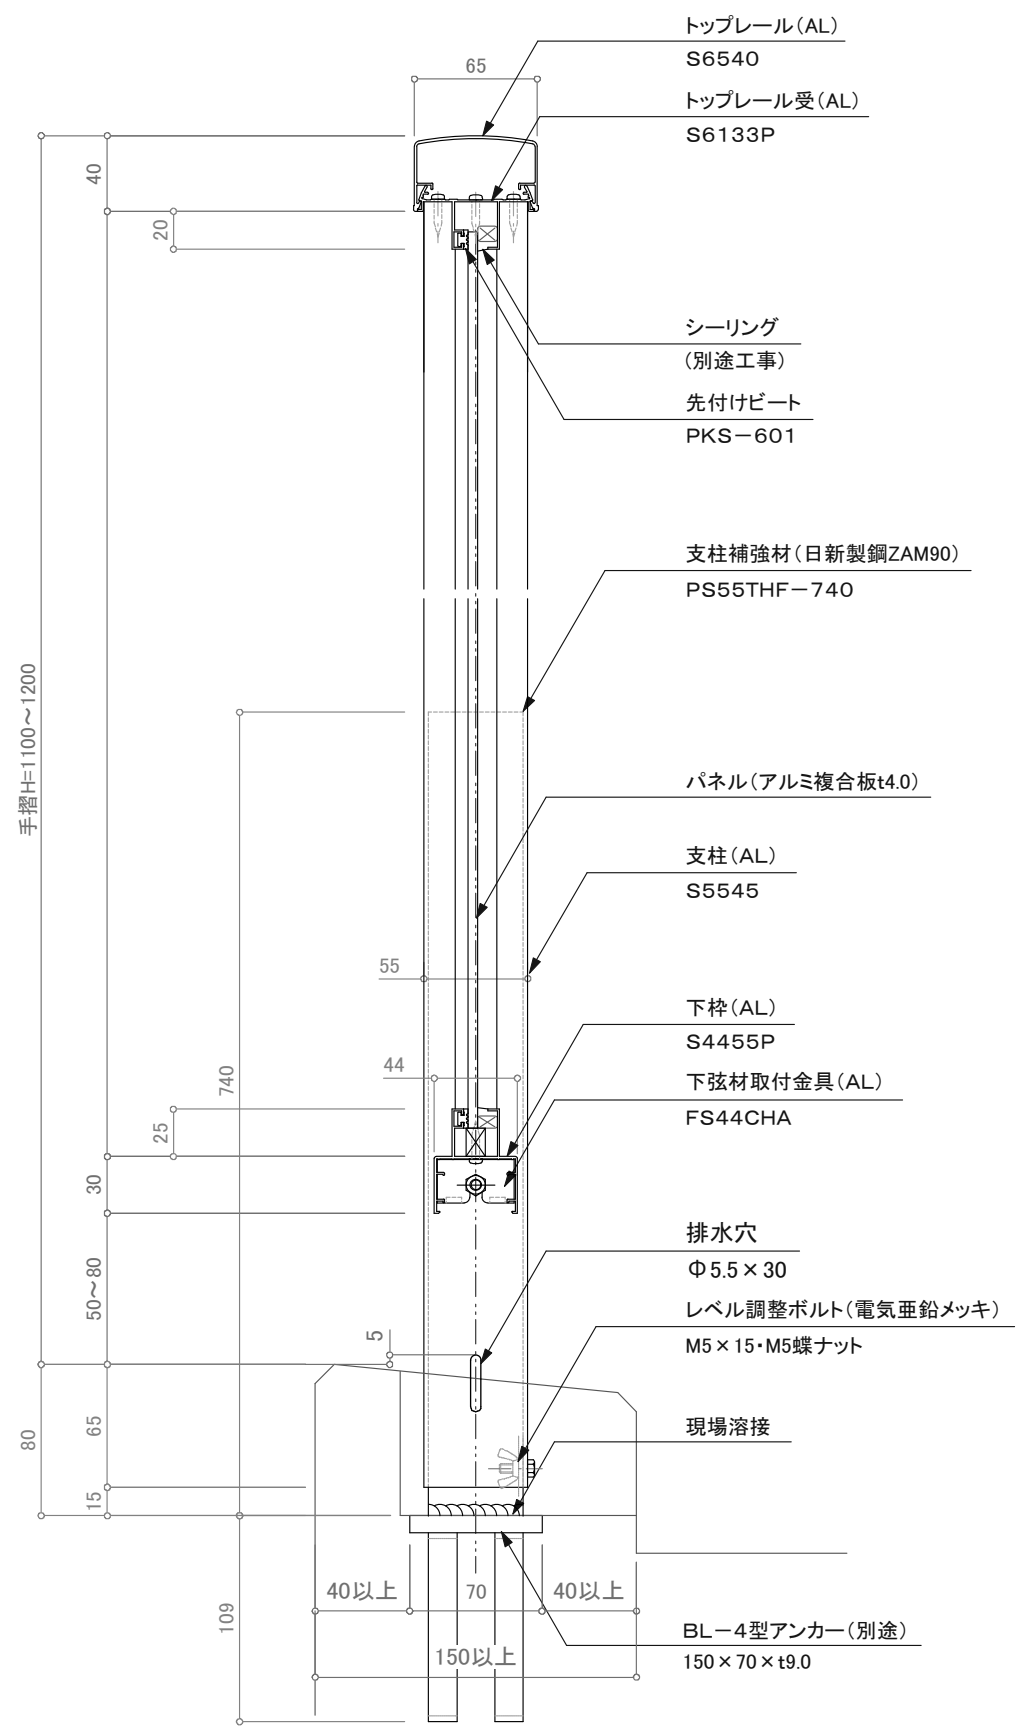 トップレール（AL）
S6540
65
トップレール受（AL）
S6133P
40
20
シーリング
（別途工事）
先付けビート
PKS－601
支柱補強材（日新製鋼ZAM90）
PS55THF－740
手摺H=1100～1200
パネル（アルミ複合板t4.0）
支柱（AL）
S5545
55
下枠（AL）
S4455P
44
下弦材取付金具（AL）
FS44CHA
740
25
30
排水穴
Φ5.5×30
50～80
レベル調整ボルト（電気亜鉛メッキ）
M5×15・M5蝶ナット
5
現場溶接
80
65
15
40以上
70
40以上
109
BL－4型アンカー（別途）
150×70×t9.0
150以上